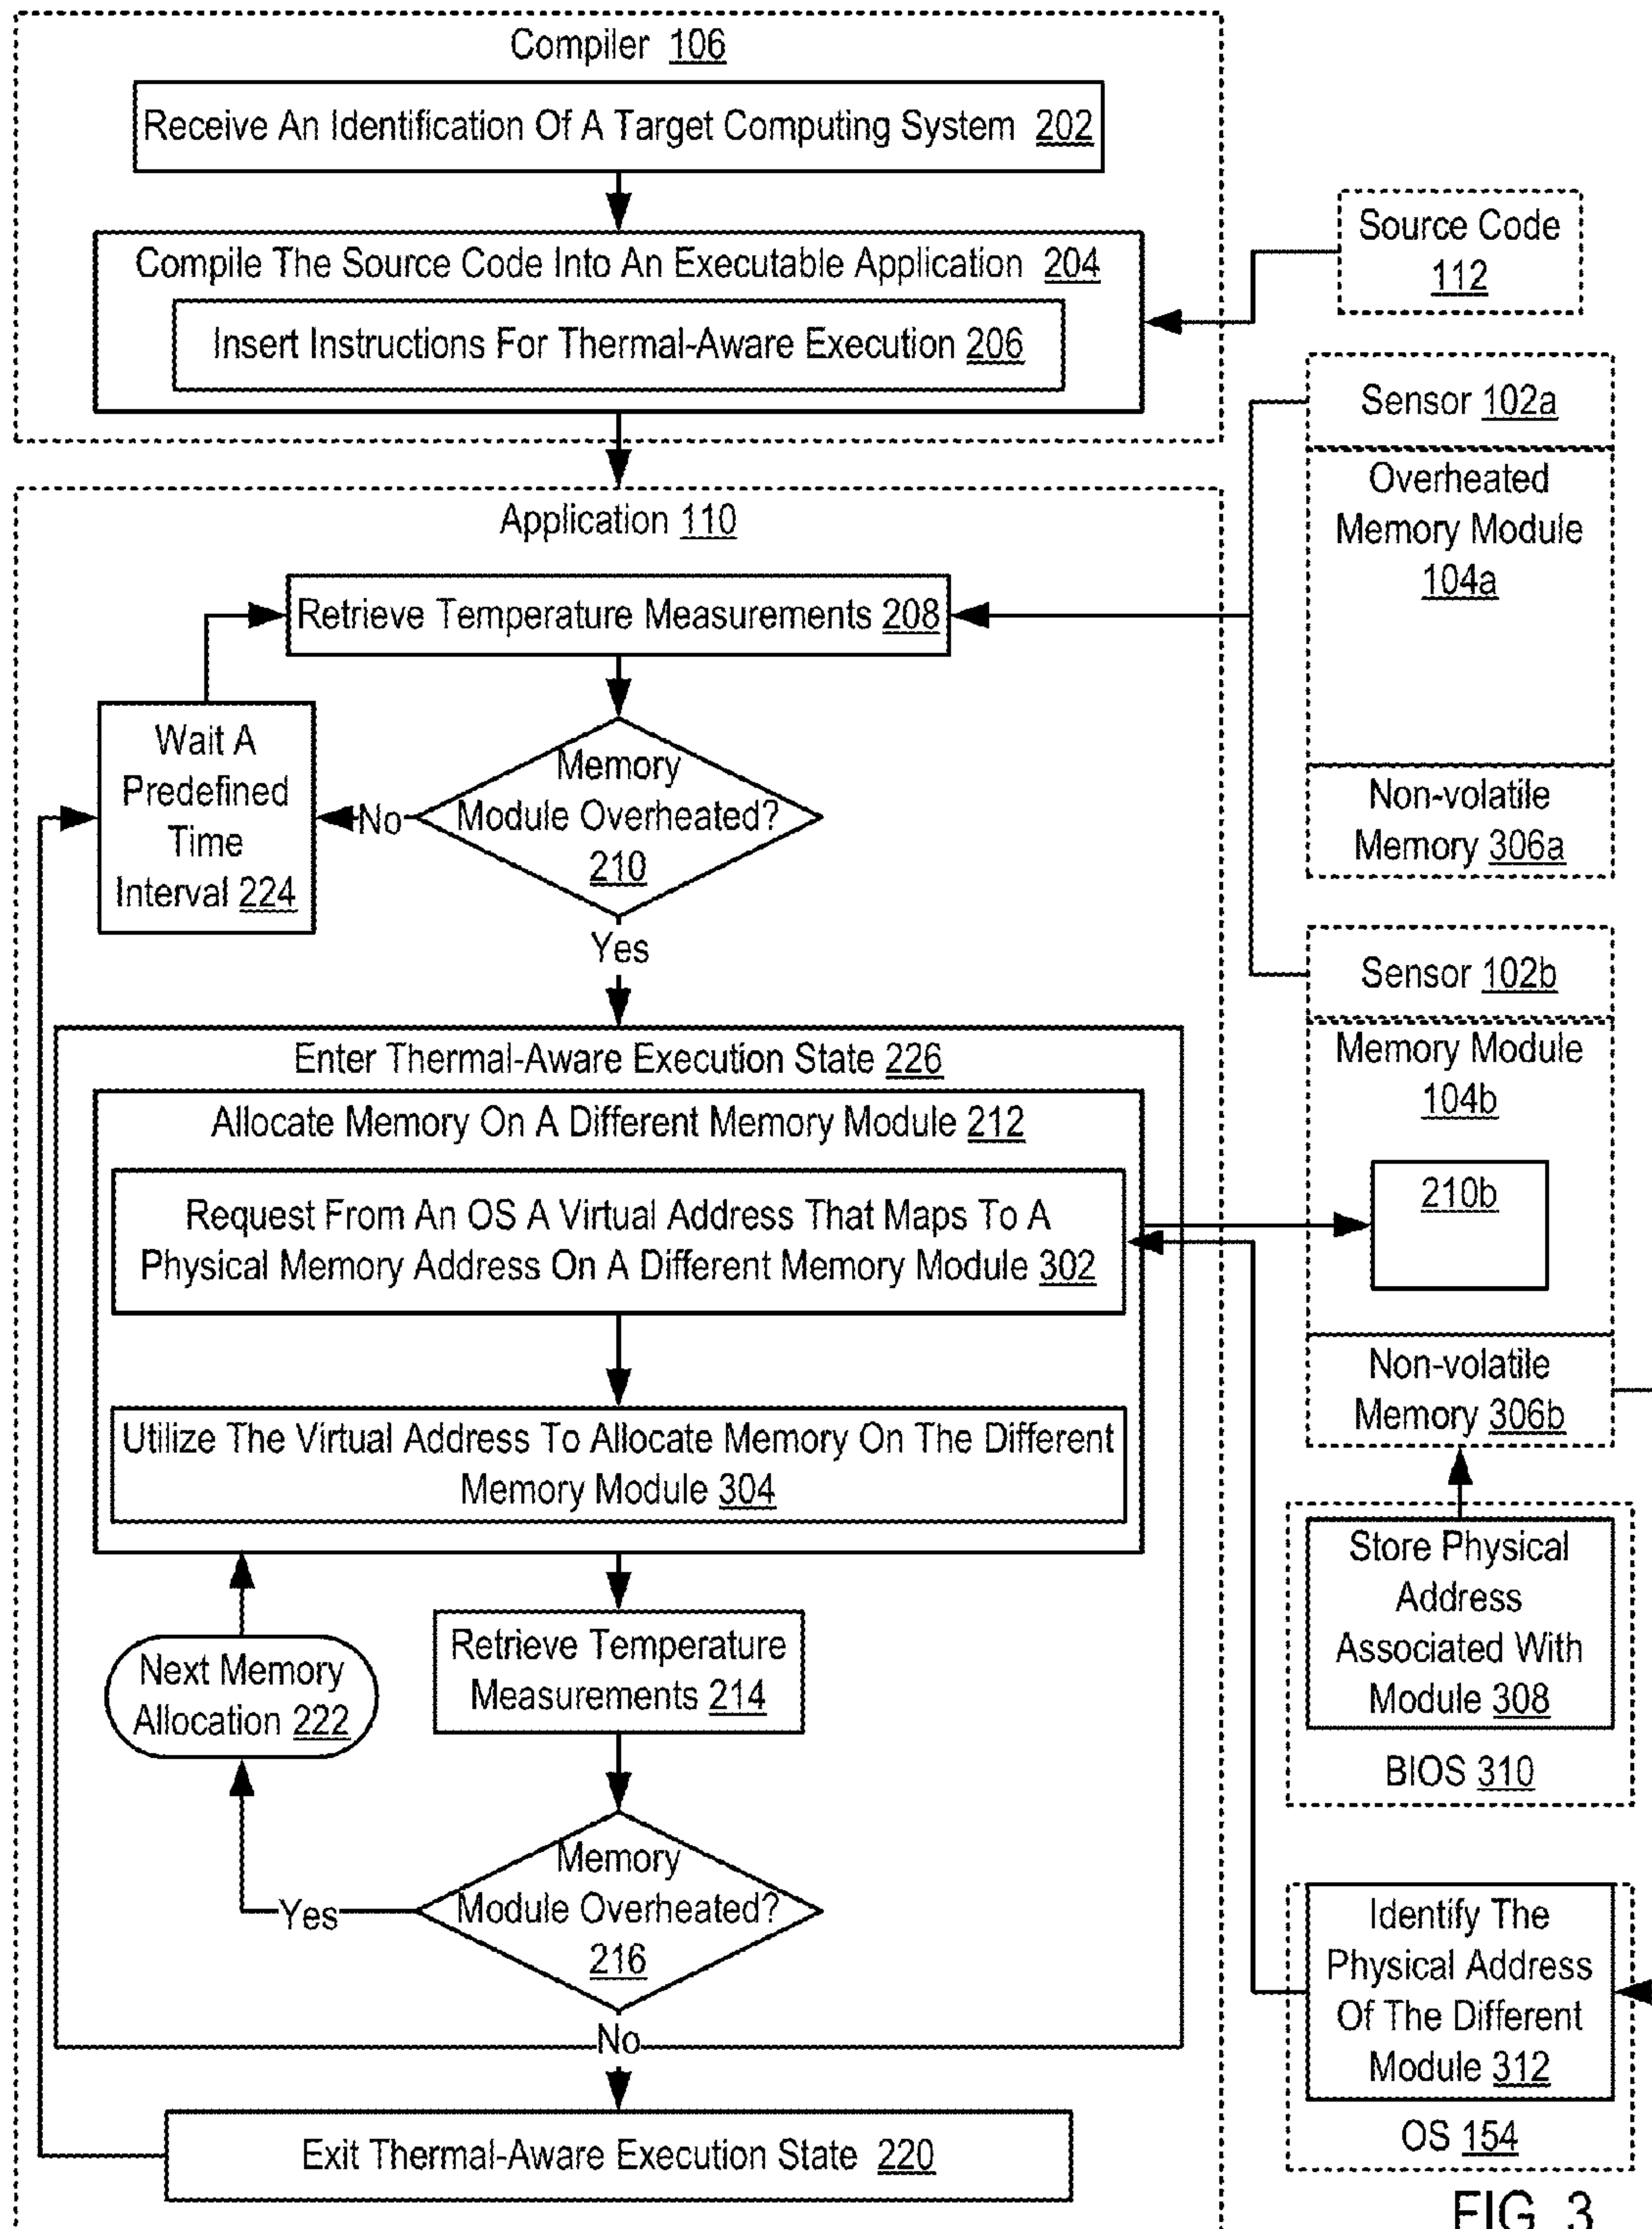 Compiler 106
Receive An Identification Of A Target Computing System 202
Compile The Source Code Into An Executable Application 204
Insert Instructions For Thermal-Aware Execution 206
Source Code
112
Application 110
Retrieve Temperature Measurements 208
Wait A
Predefined
Time
Interval 224
No
Memory
Module Overheated?
210
Yes
Sensor 102a
Overheated
Memory Module
104a
Non-volatile
Memory 306a
Sensor 102b
Memory Module
104b
210b
Non-volatile
Memory 306b
Enter Thermal-Aware Execution State 226
Allocate Memory On A Different Memory Module 212
Request From An OS A Virtual Address That Maps To A
Physical Memory Address On A Different Memory Module 302
Utilize The Virtual Address To Allocate Memory On The Different
Memory Module 304
Next Memory
Allocation 222
Retrieve Temperature
Measurements 214
Yes
Memory
Module Overheated?
216
No
Exit Thermal-Aware Execution State 220
Store Physical
Address
Associated With
Module 308
BIOS 310
Identify The
Physical Address
Of The Different
Module 312
OS 154
FIG. 3